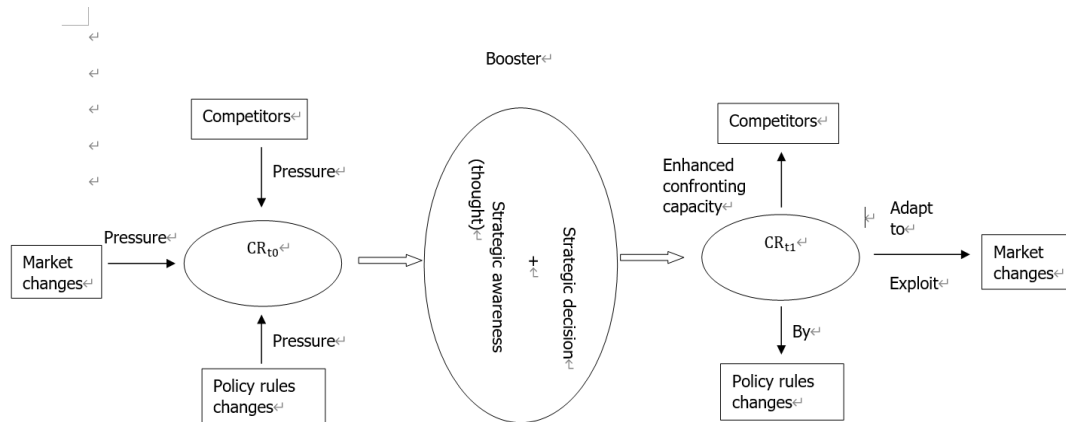 Booster
Competitors
Pressure
Pressure
CRt0
Market
changes
Pressure
Policy rules
changes
Strategic awareness
(thought)
+
Strategic decision
Competitors
Enhanced
confronting
capacity
CRt1
Adapt
to
Exploit
Market
changes
By
Policy rules
changes